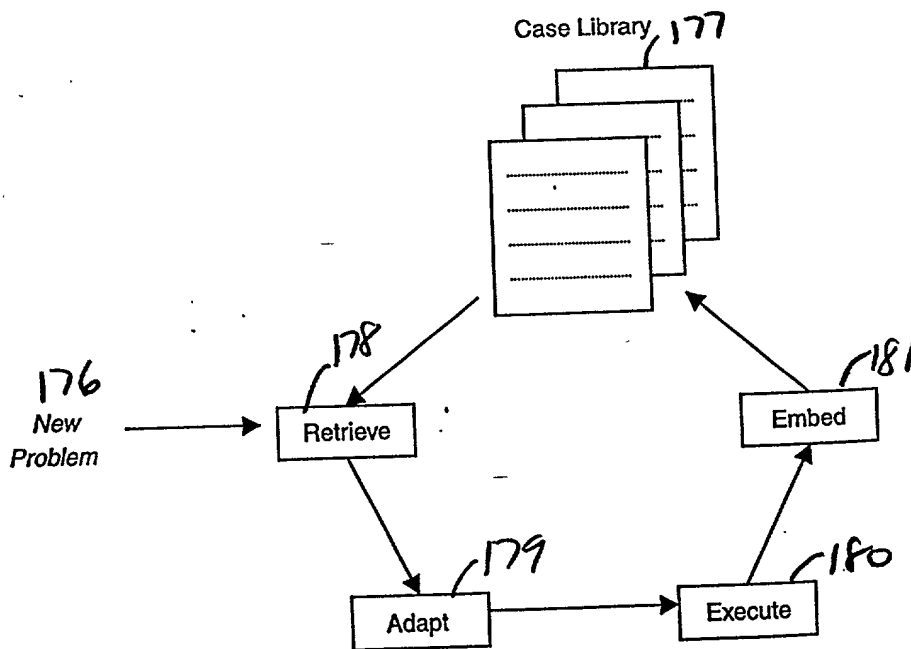 Case Library
177
178
176
New
Problem
Retrieve
181
Embed
179
Adapt
180
Execute